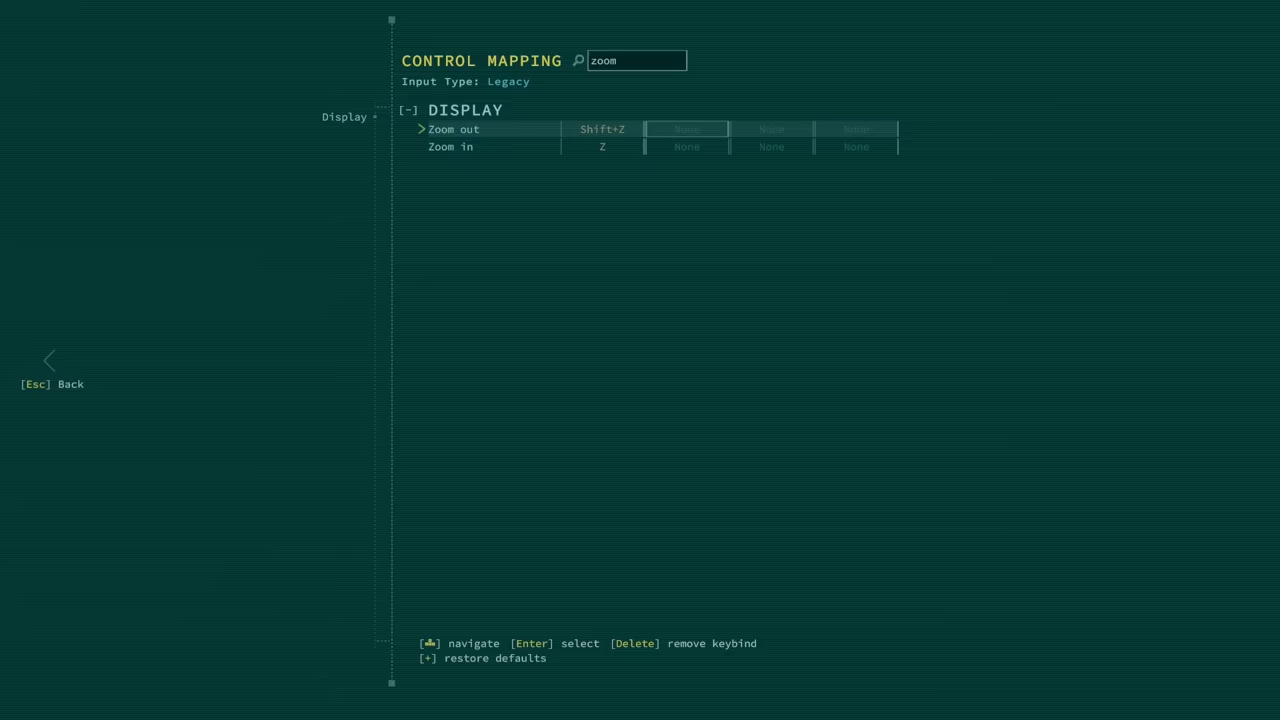 CONTROL MAPPING zoom
Input Type: Legacy
Display
[-] DISPLAY
> Zoom out Shift+Z None None None
Zoom in Z None None None
[Esc] Back
[] navigate [Enter] select [Delete] remove keybind
[+] restore defaults